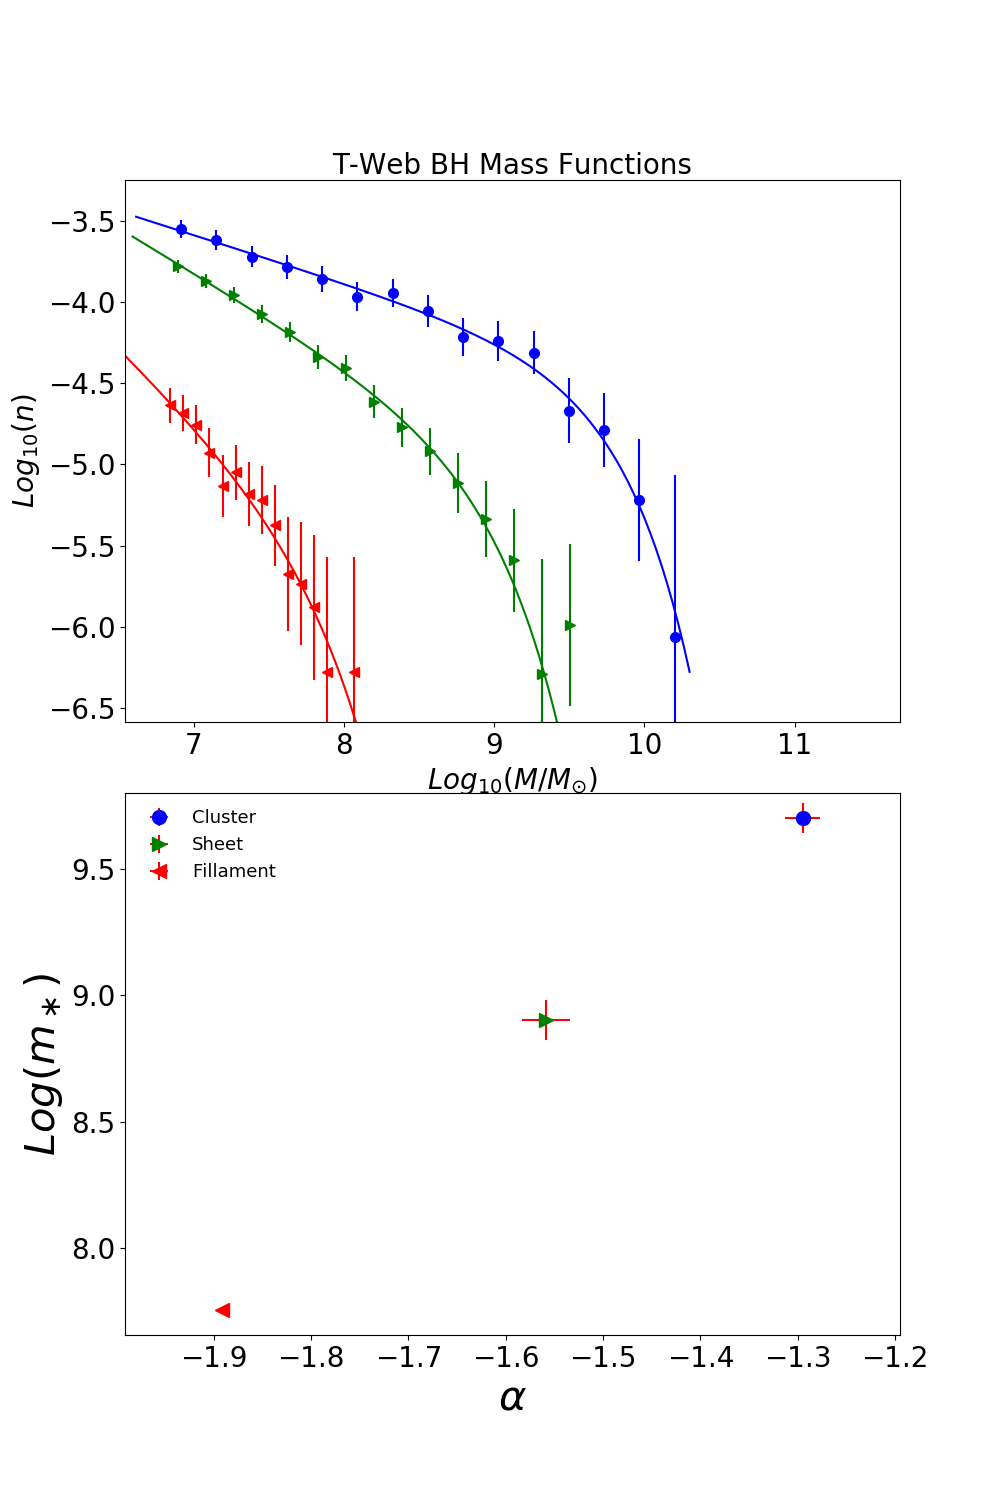 T-Web BH Mass Functions
−3.5
−4.0
−4.5
−5.0
−5.5
−6.0
−6.5
Log₁₀(n)
7 8 9 10 11
Log₁₀(M/M⊙)
Cluster
Sheet
Fillament
9.5
9.0
8.5
8.0
Log(m∗)
−1.9 −1.8 −1.7 −1.6 −1.5 −1.4 −1.3 −1.2
α